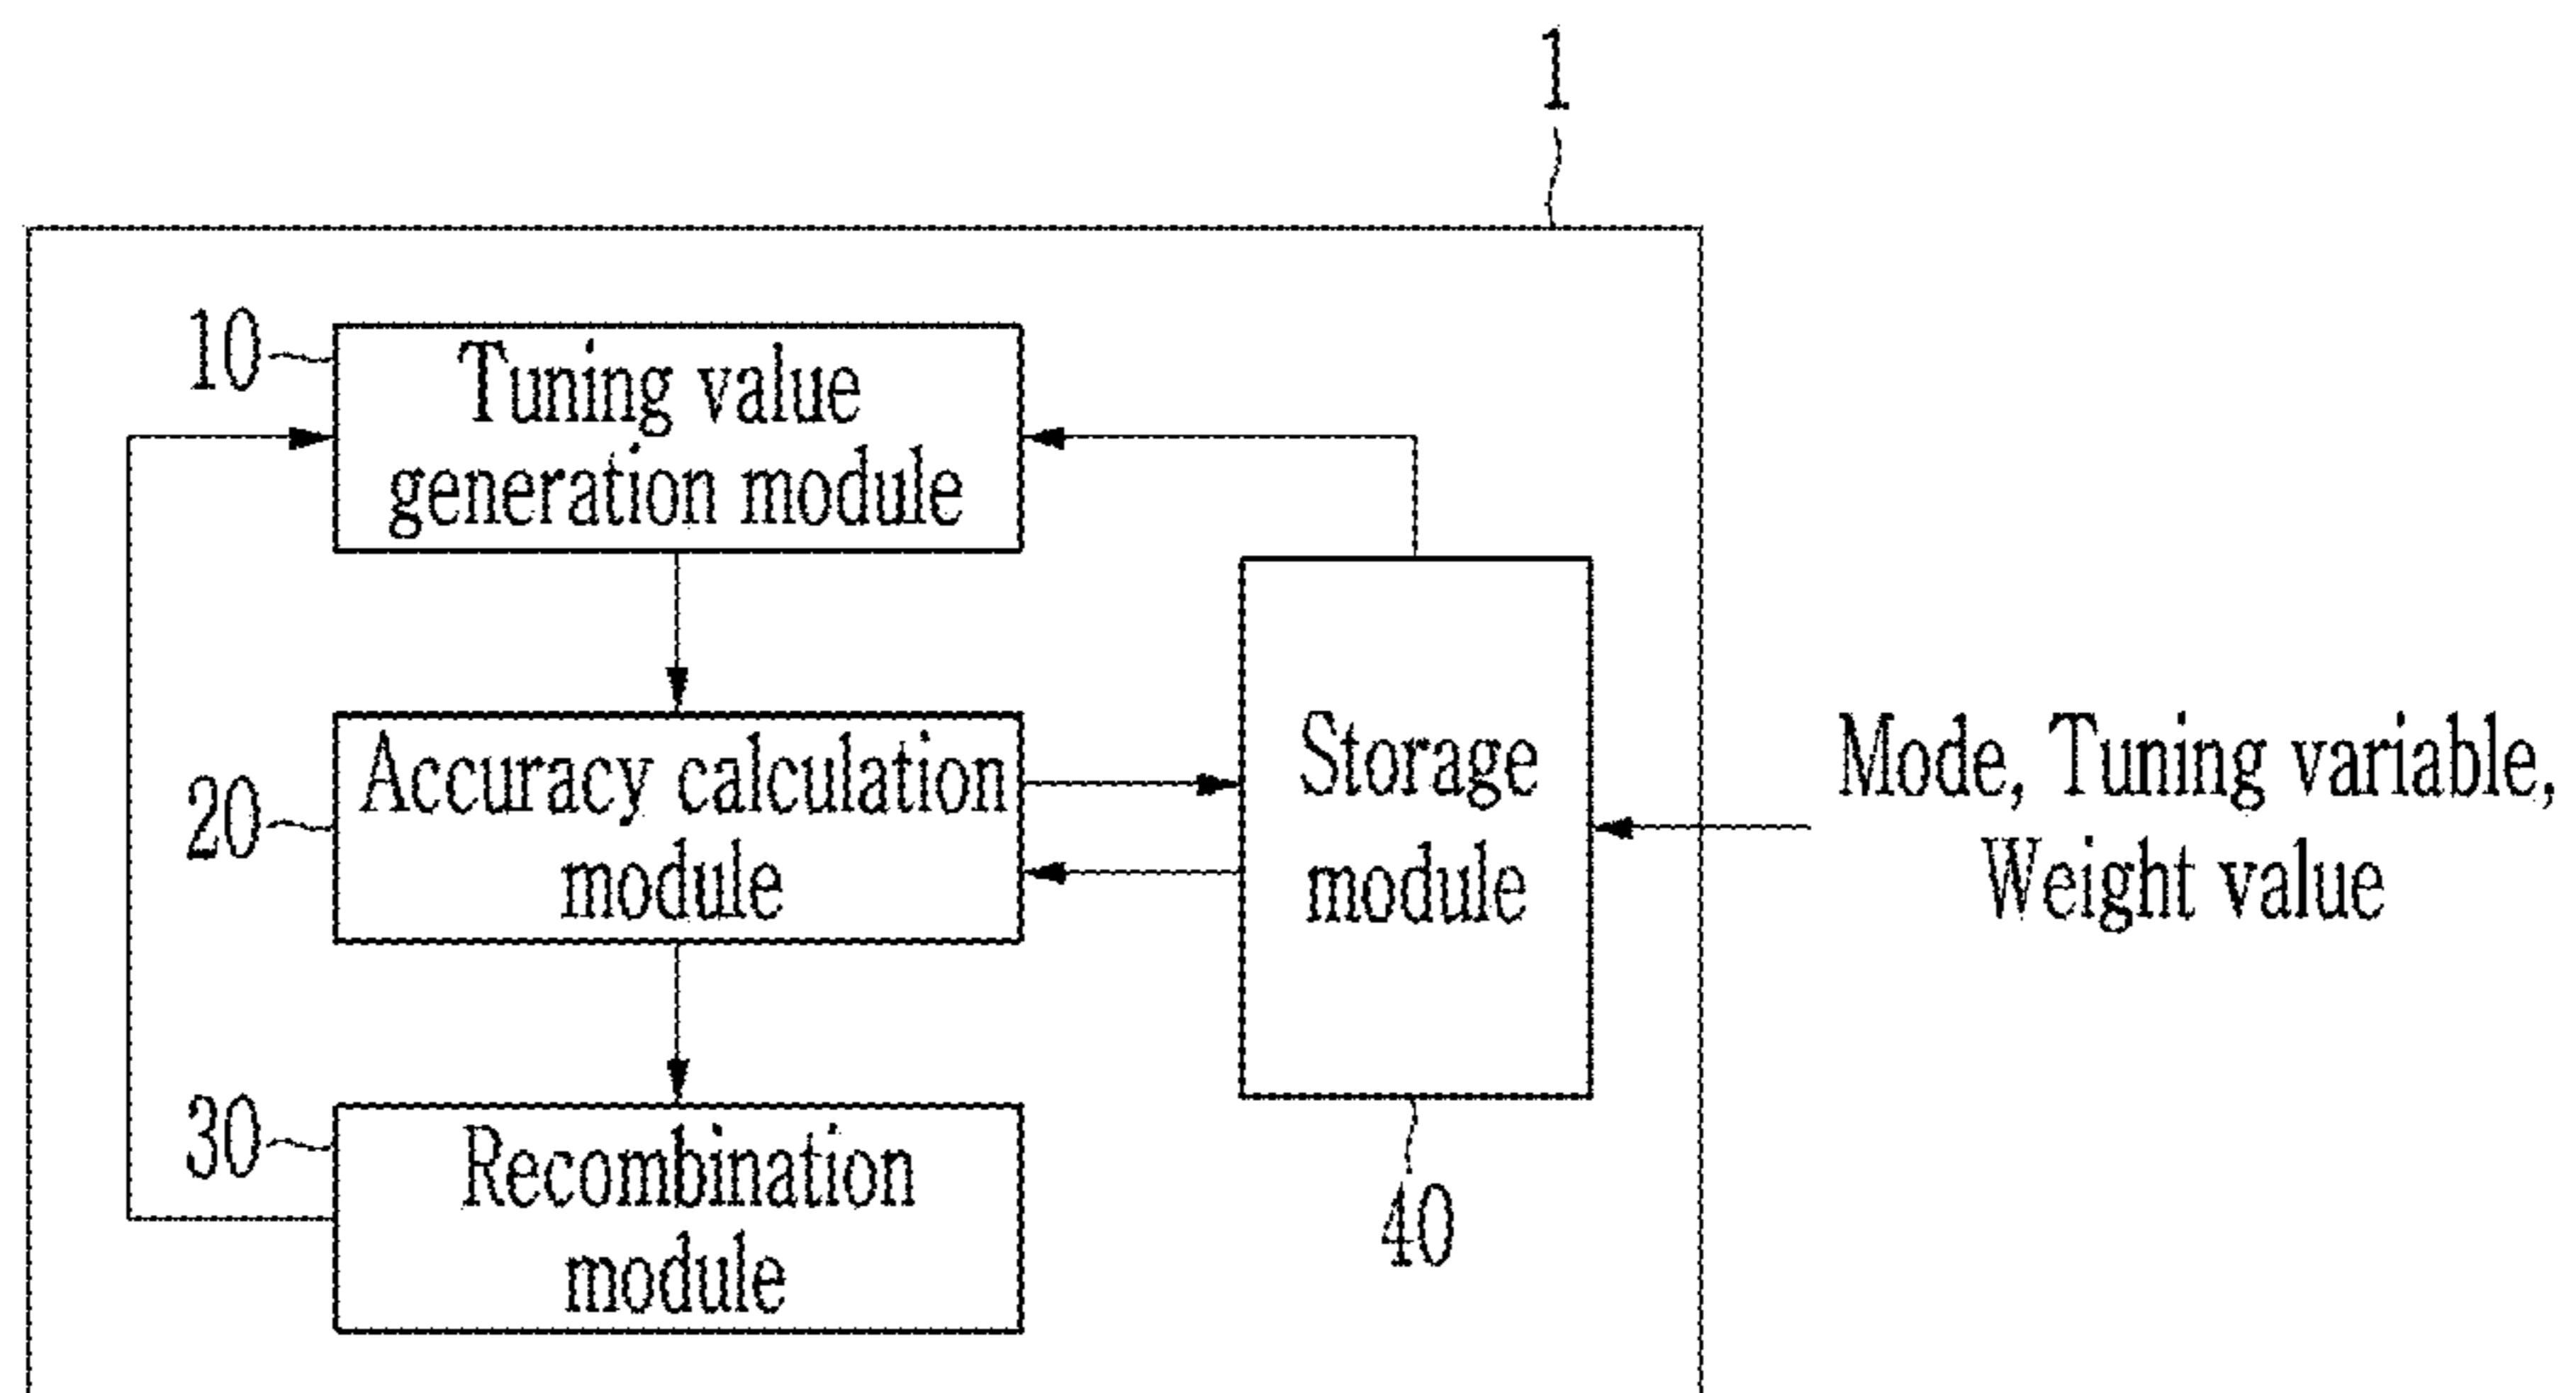 1
10
Tuning value
generation module
20
Accuracy calculation
module
Storage
module
Mode, Tuning variable,
Weight value
30
Recombination
module
40